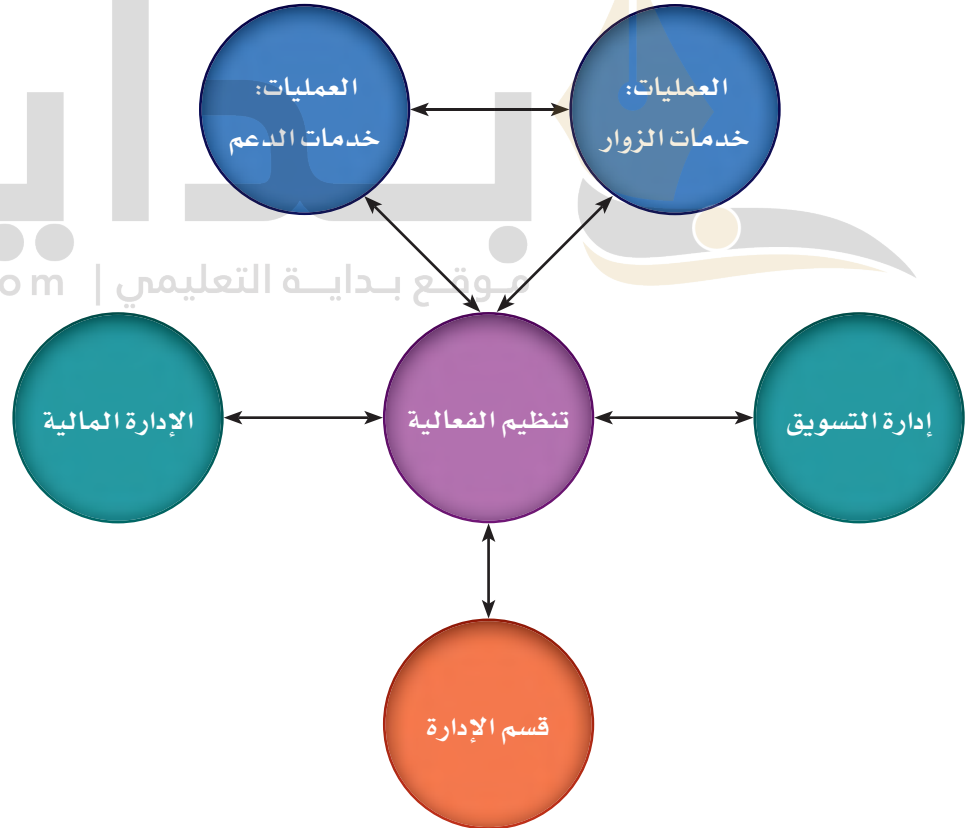 العمليات:
خدمات الزوار
العمليات:
خدمات الدعم
موقع بداية التعليمي |
إدارة التسويق
تنظيم الفعالية
الإدارة المالية
قسم الإدارة